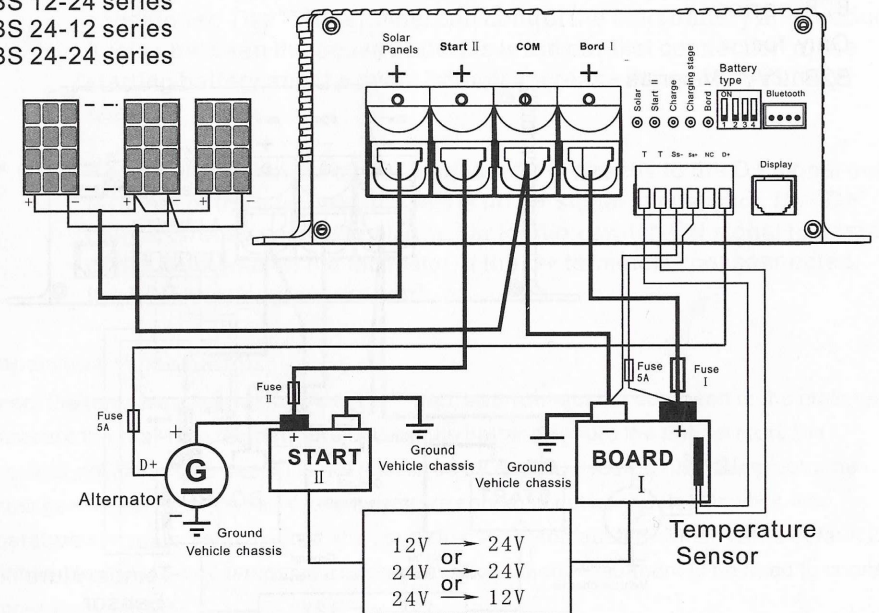 BS 12-24 series
BS 24-12 series
BS 24-24 series
Solar
Panels
Start II
COM
Bord I
+
+
−
+
Solar
Start =
Charge
Charging stage
Bord −
Battery
type
ON
1 2 3 4
Bluetooth
T T Ss- Ss+ NC D+
Display
+ − + − + −
Fuse
5A
Fuse
II
Fuse
5A
Fuse
I
+
D+
G
Alternator
−
Ground
Vehicle chassis
START
II
Ground
Vehicle chassis
Ground
Vehicle chassis
− +
BOARD
I
Temperature
Sensor
12V → 24V
or
24V → 24V
or
24V → 12V